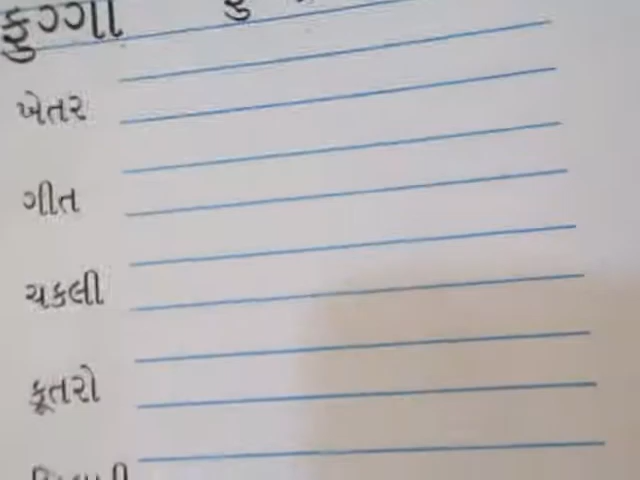 ફુગ્ગા
ખેતર
ગીત
ચકલી
કૂતરો